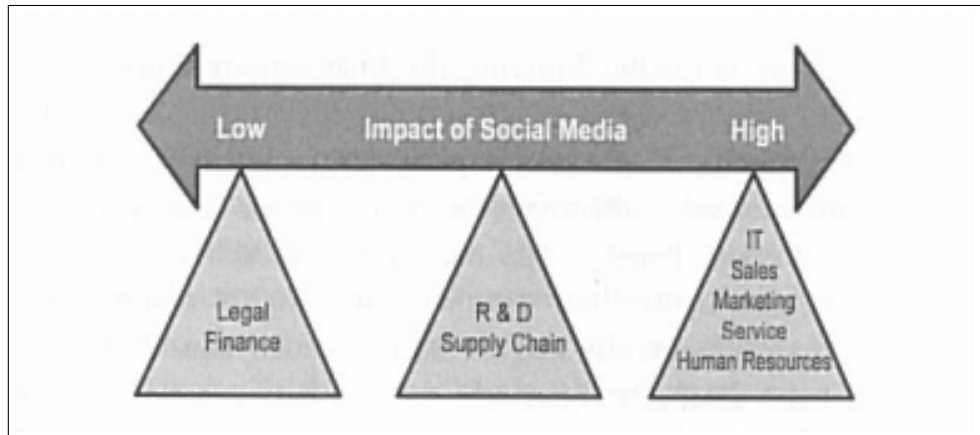 Low Impact of Social Media High
Legal
Finance
R & D
Supply Chain
IT
Sales
Marketing
Service
Human Resources